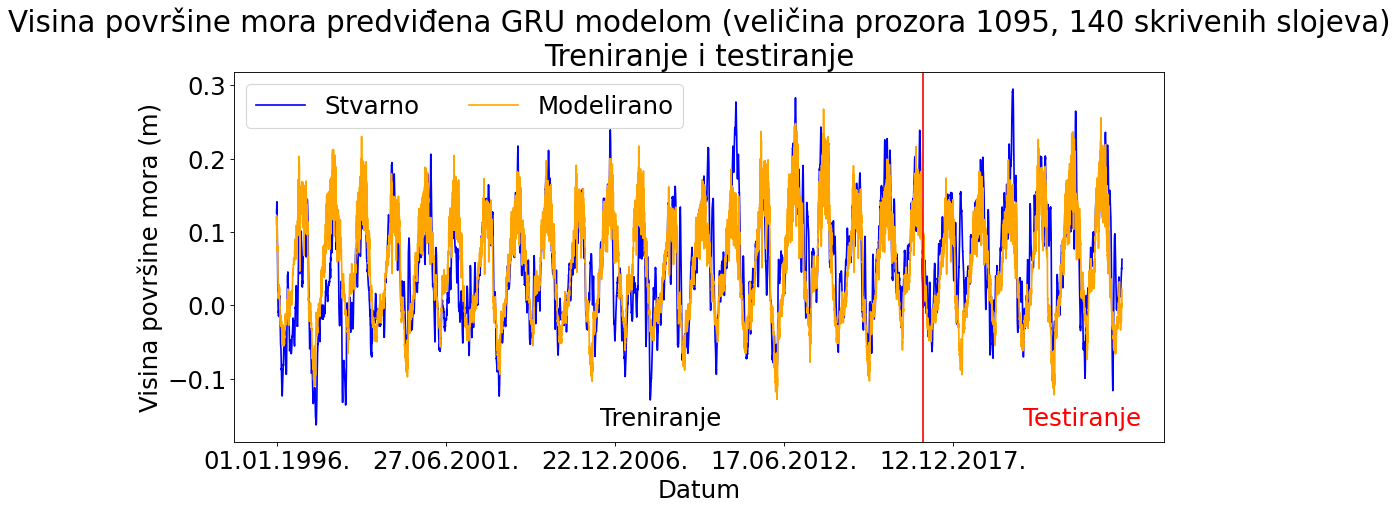 Visina površine mora predviđena GRU modelom (veličina prozora 1095, 140 skrivenih slojeva)
Treniranje i testiranje
Stvarno
Modelirano
Visina površine mora (m)
0.3
0.2
0.1
0.0
−0.1
Treniranje
Testiranje
01.01.1996.
27.06.2001.
22.12.2006.
17.06.2012.
12.12.2017.
Datum